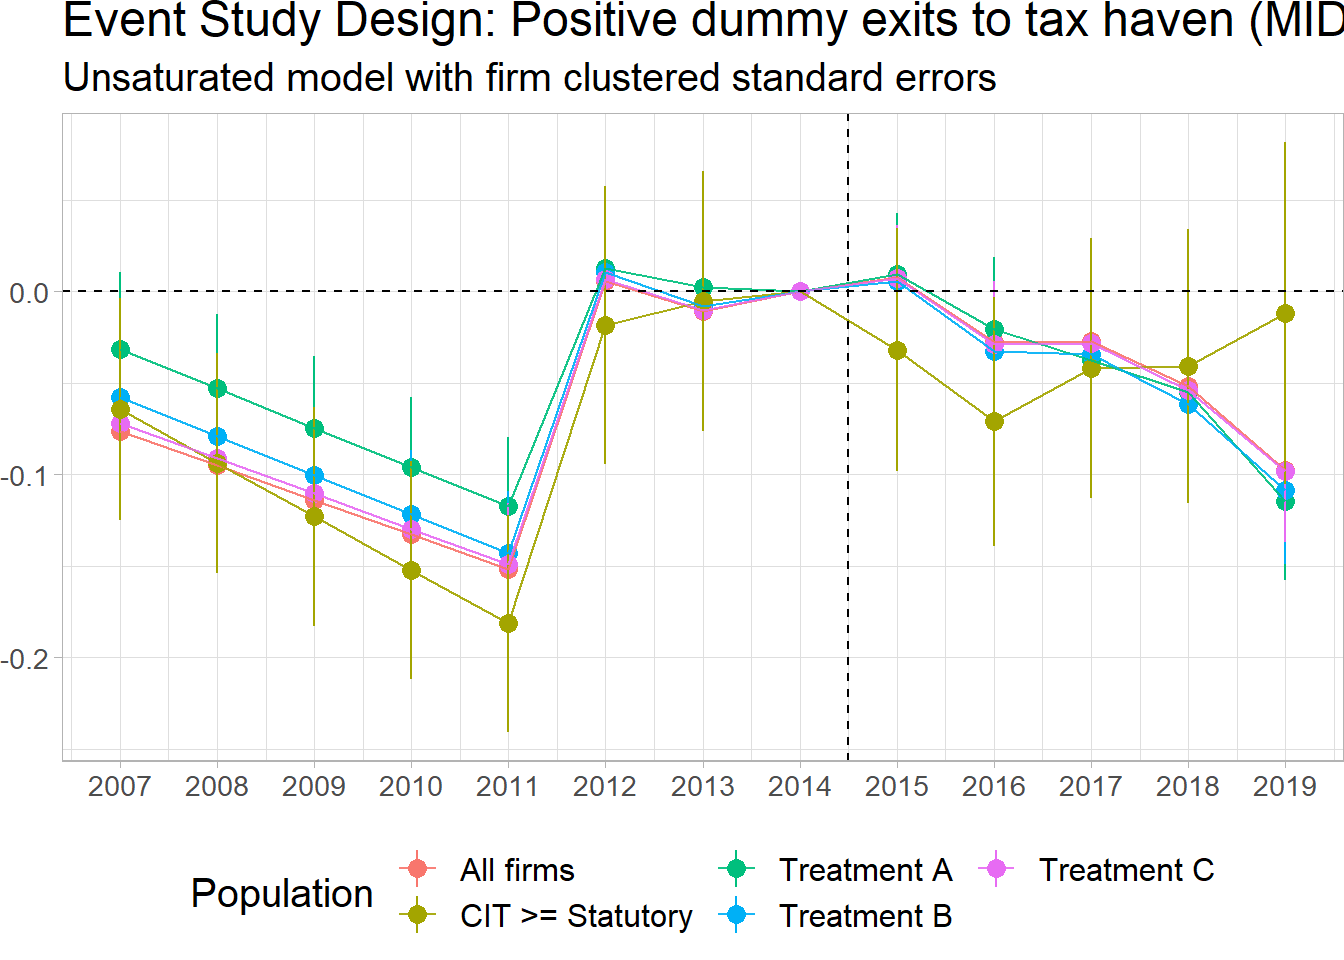 Event Study Design: Positive dummy exits to tax haven (MID
Unsaturated model with firm clustered standard errors
0.0
-0.1
-0.2
2007 2008 2009 2010 2011 2012 2013 2014 2015 2016 2017 2018 2019
Population
All firms
CIT >= Statutory
Treatment A
Treatment B
Treatment C